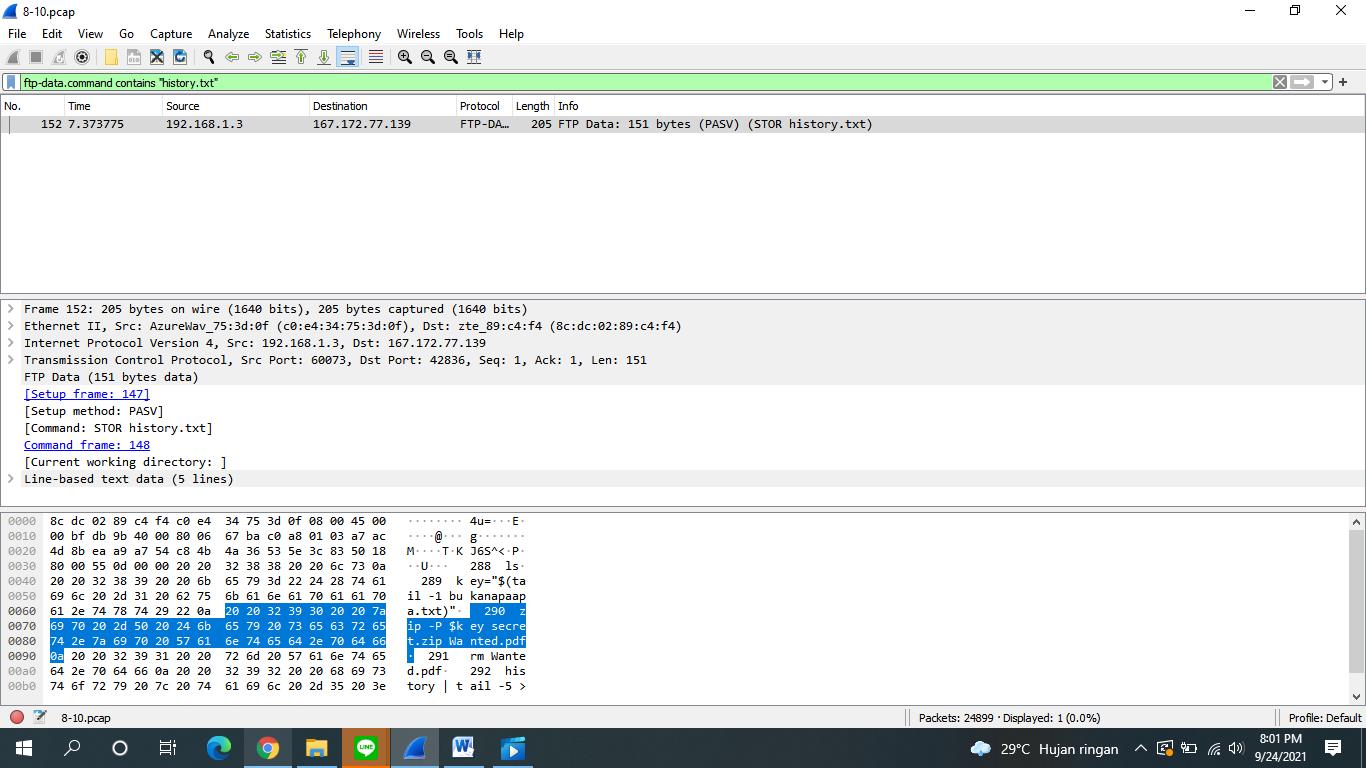 8-10.pcap
File Edit View Go Capture Analyze Statistics Telephony Wireless Tools Help
ftp-data.command contains "history.txt"
No. Time Source Destination Protocol Length Info
152 7.373775 192.168.1.3 167.172.77.139 FTP-DA… 205 FTP Data: 151 bytes (PASV) (STOR history.txt)
Frame 152: 205 bytes on wire (1640 bits), 205 bytes captured (1640 bits)
Ethernet II, Src: AzureWav_75:3d:0f (c0:e4:34:75:3d:0f), Dst: zte_89:c4:f4 (8c:dc:02:89:c4:f4)
Internet Protocol Version 4, Src: 192.168.1.3, Dst: 167.172.77.139
Transmission Control Protocol, Src Port: 60073, Dst Port: 42836, Seq: 1, Ack: 1, Len: 151
FTP Data (151 bytes data)
[Setup frame: 147]
[Setup method: PASV]
[Command: STOR history.txt]
Command frame: 148
[Current working directory: ]
Line-based text data (5 lines)
0000 8c dc 02 89 c4 f4 c0 e4 34 75 3d 0f 08 00 45 00 ········ 4u=···E·
0010 00 bf db 9b 40 00 80 06 67 ba c0 a8 01 03 a7 ac ····@··· g·······
0020 4d 8b ea a9 a7 54 c8 4b 4a 36 53 5e 3c 83 50 18 M····T·K J6S^<·P·
0030 80 00 55 0d 00 00 20 20 32 38 38 20 20 6c 73 0a ··U··· 288 ls·
0040 20 20 32 38 39 20 20 6b 65 79 3d 22 24 28 74 61 289 k ey="$(ta
0050 69 6c 20 2d 31 20 62 75 6b 61 6e 61 70 61 61 70 il -1 bu kanapaap
0060 61 2e 74 78 74 29 22 0a 20 20 32 39 30 20 20 7a a.txt)"· 290 z
0070 69 70 20 2d 50 20 24 6b 65 79 20 73 65 63 72 65 ip -P $k ey secre
0080 74 2e 7a 69 70 20 57 61 6e 74 65 64 2e 70 64 66 t.zip Wa nted.pdf
0090 0a 20 20 32 39 31 20 20 72 6d 20 57 61 6e 74 65 · 291 rm Wante
00a0 64 2e 70 64 66 0a 20 20 32 39 32 20 20 68 69 73 d.pdf· 292 his
00b0 74 6f 72 79 20 7c 20 74 61 69 6c 20 2d 35 20 3e tory | t ail -5 >
8-10.pcap Packets: 24899 · Displayed: 1 (0.0%) Profile: Default
LINE W 29°C Hujan ringan 8:01 PM
9/24/2021